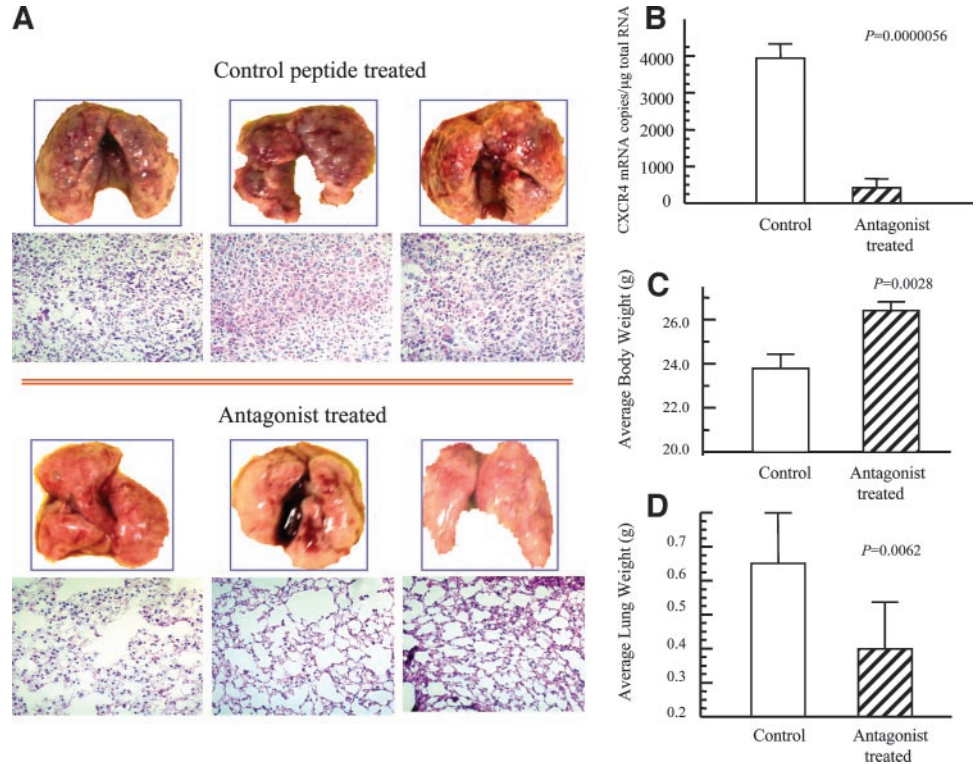 A
Control peptide treated
Antagonist treated
B
CXCR4 mRNA copies/μg total RNA
4000
3000
2000
1000
0
P=0.0000056
Control
Antagonist
treated
C
Average Body Weight (g)
26.0
24.0
22.0
20.0
P=0.0028
Control
Antagonist
treated
D
Average Lung Weight (g)
0.7
0.6
0.5
0.4
0.3
0.2
P=0.0062
Control
Antagonist
treated